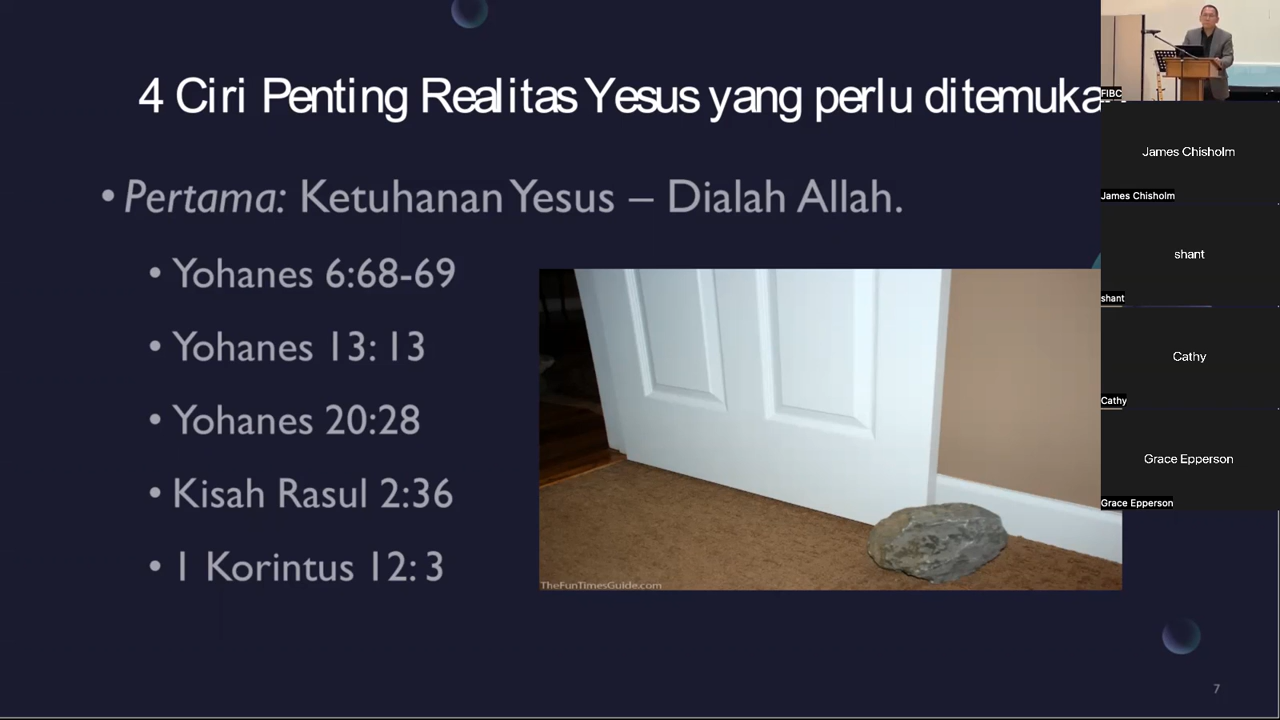 4 Ciri Penting Realitas Yesus yang perlu ditemuka
• Pertama: Ketuhanan Yesus – Dialah Allah.
• Yohanes 6:68-69
• Yohanes 13: 13
• Yohanes 20:28
• Kisah Rasul 2:36
• 1 Korintus 12: 3
TheFunTimesGuide.com
7
FIBC
James Chisholm
James Chisholm
shant
shant
Cathy
Cathy
Grace Epperson
Grace Epperson